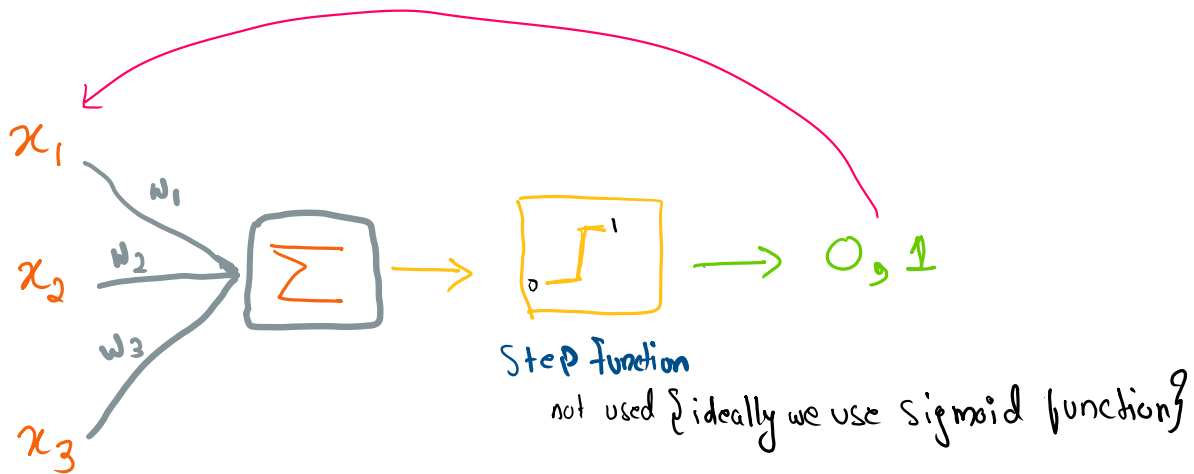 x1
w1
x2
w2
w3
x3
Σ
0
1
0, 1
Step function
not used {ideally we use sigmoid function}